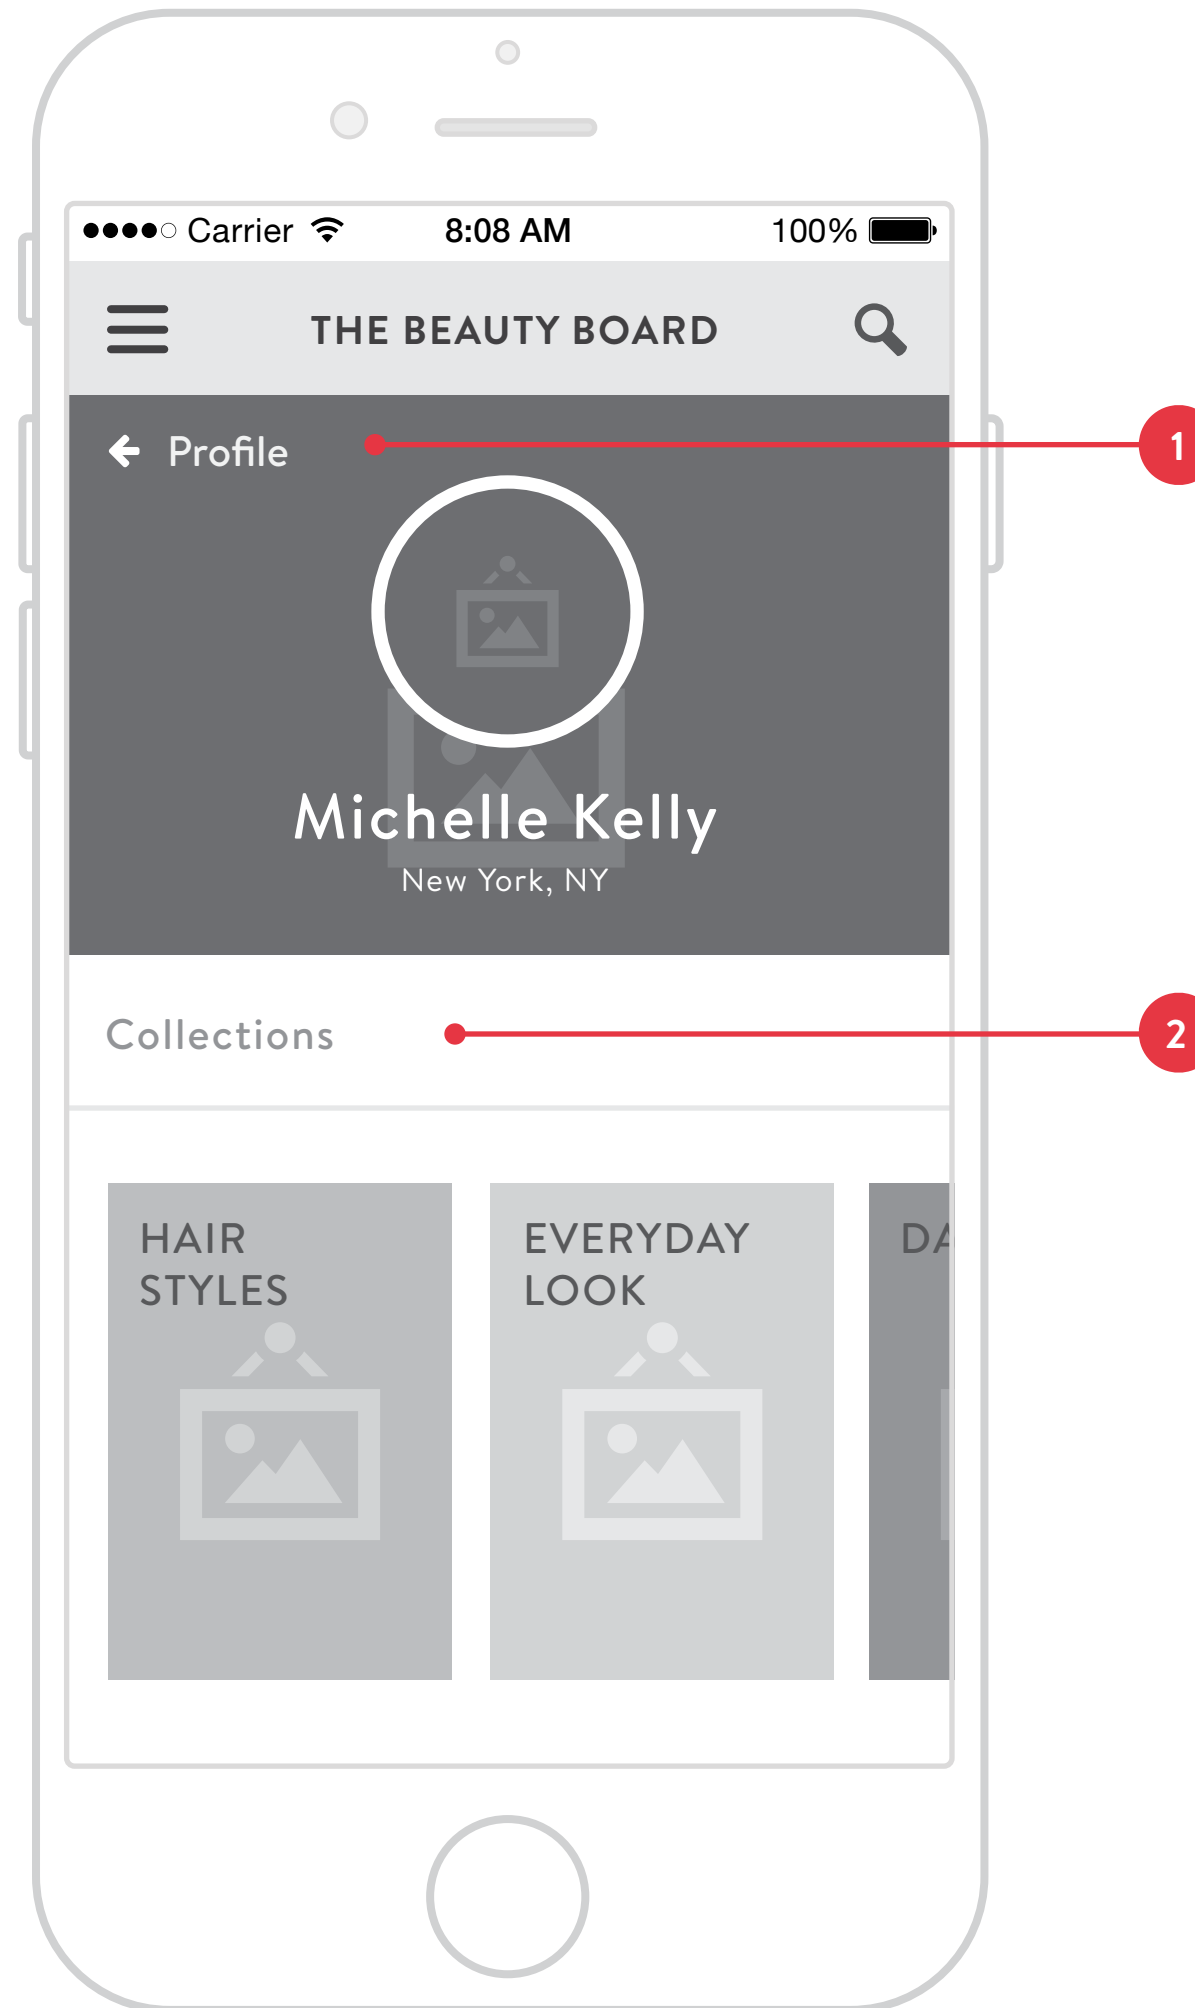 Carrier 8:08 AM 100%
THE BEAUTY BOARD
Profile
1
Michelle Kelly
New York, NY
Collections
2
HAIR
STYLES
EVERYDAY
LOOK
DA